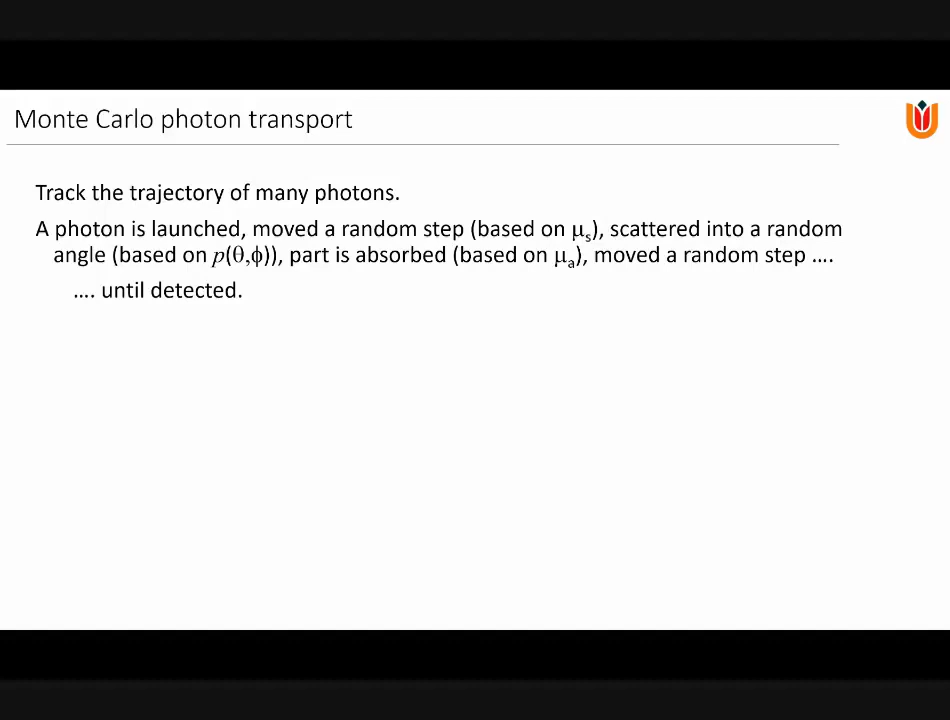 Monte Carlo photon transport
Track the trajectory of many photons.
A photon is launched, moved a random step (based on μs), scattered into a random
angle (based on p(θ,ϕ)), part is absorbed (based on μa), moved a random step ....
.... until detected.